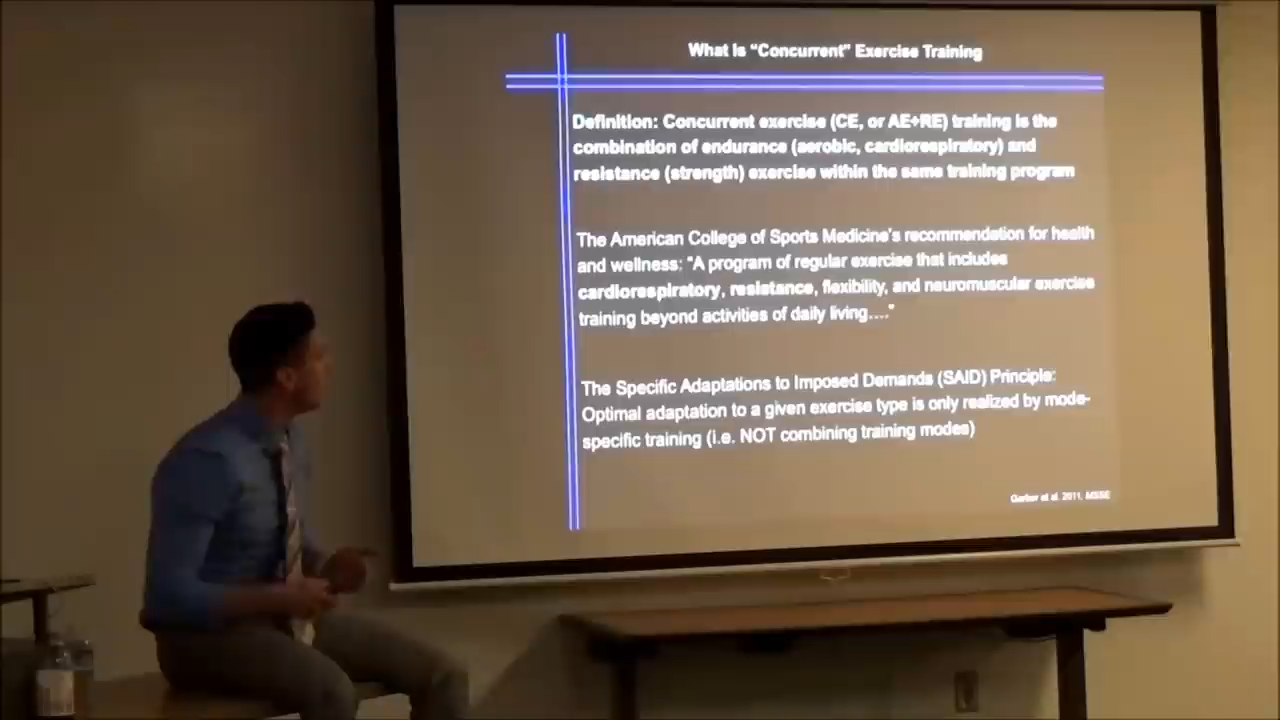 What Is "Concurrent" Exercise Training
Definition: Concurrent exercise (CE, or AE+RE) training is the
combination of endurance (aerobic, cardiorespiratory) and
resistance (strength) exercise within the same training program
The American College of Sports Medicine's recommendation for health
and wellness: "A program of regular exercise that includes
cardiorespiratory, resistance, flexibility, and neuromuscular exercise
training beyond activities of daily living...."
The Specific Adaptations to Imposed Demands (SAID) Principle:
Optimal adaptation to a given exercise type is only realized by mode-
specific training (i.e. NOT combining training modes)
Garber et al. 2011, MSSE